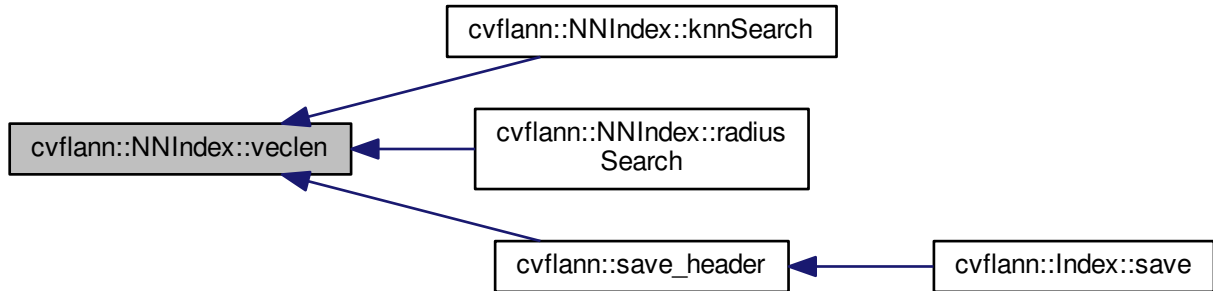 cvflann::NNIndex::knnSearch
cvflann::NNIndex::veclen
cvflann::NNIndex::radius
Search
cvflann::save_header
cvflann::Index::save